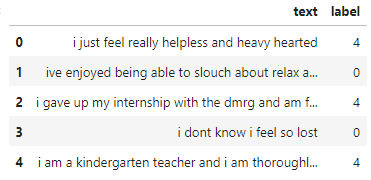 text label
0 i just feel really helpless and heavy hearted 4
1 ive enjoyed being able to slouch about relax a... 0
2 i gave up my internship with the dmrg and am f... 4
3 i dont know i feel so lost 0
4 i am a kindergarten teacher and i am thoroughl... 4